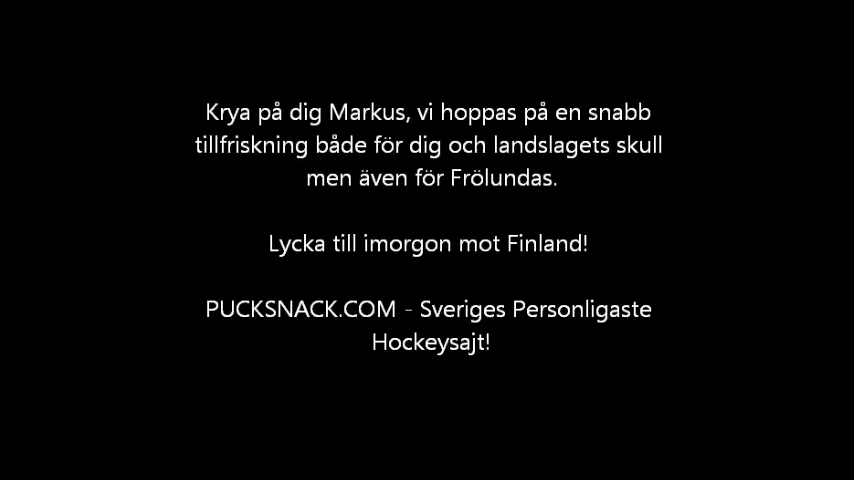 Krya på dig Markus, vi hoppas på en snabb
tillfriskning både för dig och landslagets skull
men även för Frölundas.
Lycka till imorgon mot Finland!
PUCKSNACK.COM - Sveriges Personligaste
Hockeysajt!